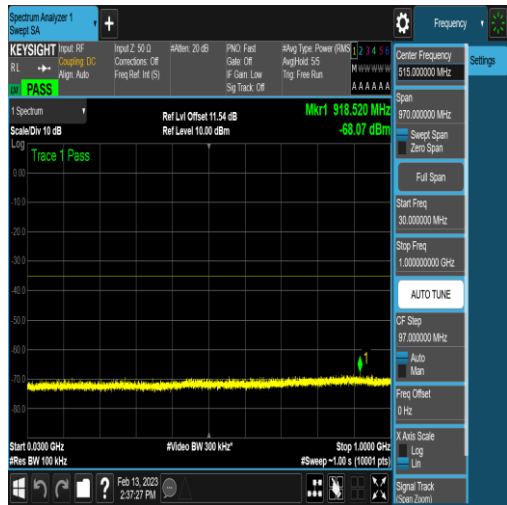 Spectrum Analyzer 1
Swept SA
Frequency
KEYSIGHT
RL
PASS
Input: RF
Coupling: DC
Align: Auto
Input Z: 50 Ω
Corrections: Off
Freq Ref: Int (S)
#Atten: 20 dB
PNO: Fast
Gate: Off
IF Gain: Low
Sig Track: Off
#Avg Type: Power (RMS
Avg|Hold: 5/5
Trig: Free Run
1 2 3 4 5 6
M W W W W W
A A A A A A
Center Frequency
515.000000 MHz
Settings
Span
970.000000 MHz
Swept Span
Zero Span
Full Span
Start Freq
30.000000 MHz
Stop Freq
1.000000000 GHz
AUTO TUNE
CF Step
97.000000 MHz
Auto
Man
Freq Offset
0 Hz
X Axis Scale
Log
Lin
Signal Track
(Span Zoom)
1 Spectrum
Scale/Div 10 dB
Ref Lvl Offset 11.54 dB
Ref Level 10.00 dBm
Mkr1 918.520 MHz
-68.07 dBm
Log
Trace 1 Pass
0.00
-10.0
-20.0
-30.0
-40.0
-50.0
-60.0
-70.0
-80.0
1
Start 0.0300 GHz
#Res BW 100 kHz
#Video BW 300 kHz*
Stop 1.0000 GHz
#Sweep ~1.00 s (10001 pts)
?
Feb 13, 2023
2:37:27 PM